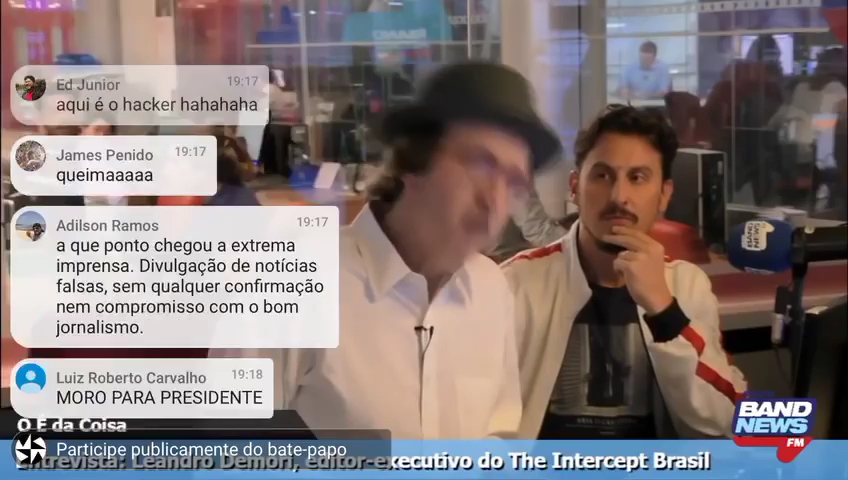 Ed Junior 19:17
aqui é o hacker hahahaha
James Penido 19:17
queimaaaaa
Adilson Ramos 19:17
a que ponto chegou a extrema
imprensa. Divulgação de notícias
falsas, sem qualquer confirmação
nem compromisso com o bom
jornalismo.
Luiz Roberto Carvalho 19:18
MORO PARA PRESIDENTE
O É da Coisa
Participe publicamente do bate-papo
Entrevista: Leandro Demori, editor-executivo do The Intercept Brasil
BAND
NEWS
FM
BAND
NEWS